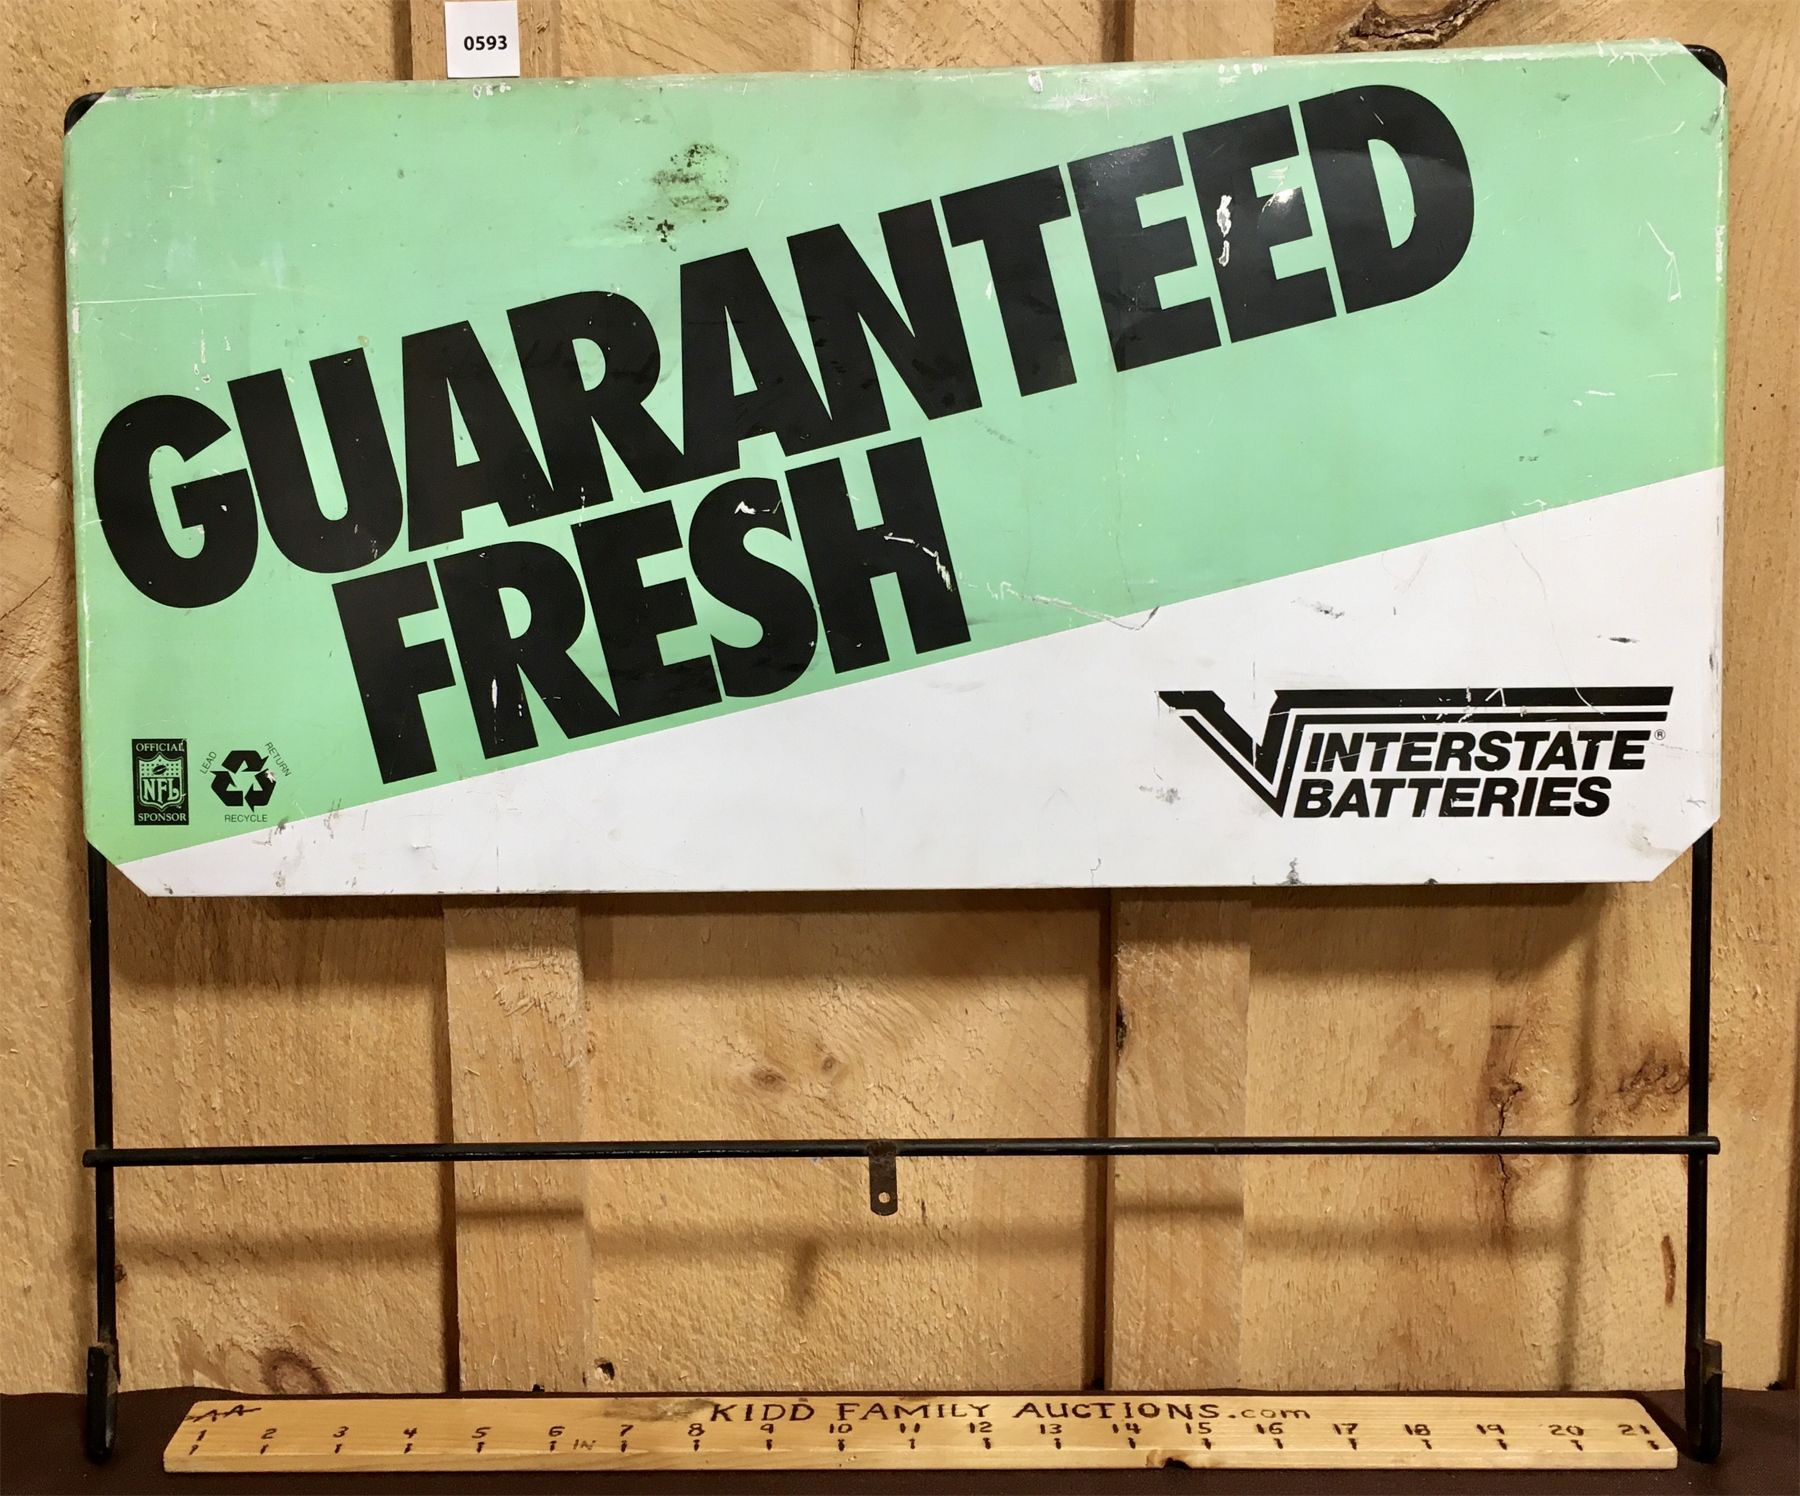 0593
GUARANTEED
FRESH
OFFICIAL
NFL
SPONSOR
LEAD
RETURN
RECYCLE
INTERSTATE®
BATTERIES
AA
KIDD FAMILY AUCTIONS.com
1 2 3 4 5 6 7 8 9 10 11 12 13 14 15 16 17 18 19 20 21
IN